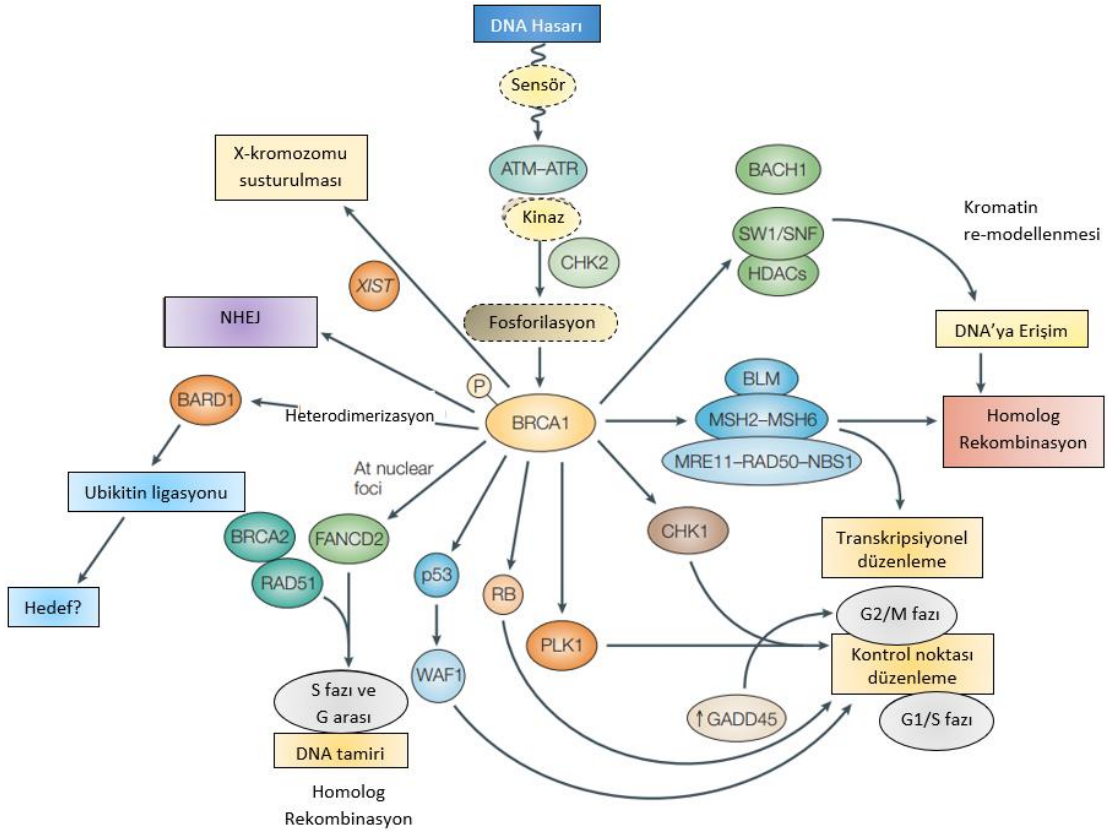 DNA Hasarı
Sensör
ATM–ATR
Kinaz
CHK2
Fosforilasyon
P
BRCA1
X-kromozomu
susturulması
XIST
NHEJ
BARD1
Heterodimerizasyon
Ubikitin ligasyonu
Hedef?
At nuclear
foci
BRCA2
FANCD2
RAD51
S fazı ve
G arası
DNA tamiri
Homolog
Rekombinasyon
p53
WAF1
RB
PLK1
CHK1
↑GADD45
BACH1
SW1/SNF
HDACs
Kromatin
re-modellenmesi
DNA'ya Erişim
BLM
MSH2–MSH6
MRE11–RAD50–NBS1
Homolog
Rekombinasyon
Transkripsiyonel
düzenleme
G2/M fazı
Kontrol noktası
düzenleme
G1/S fazı